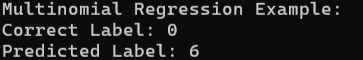 Multinomial Regression Example:
Correct Label: 0
Predicted Label: 6